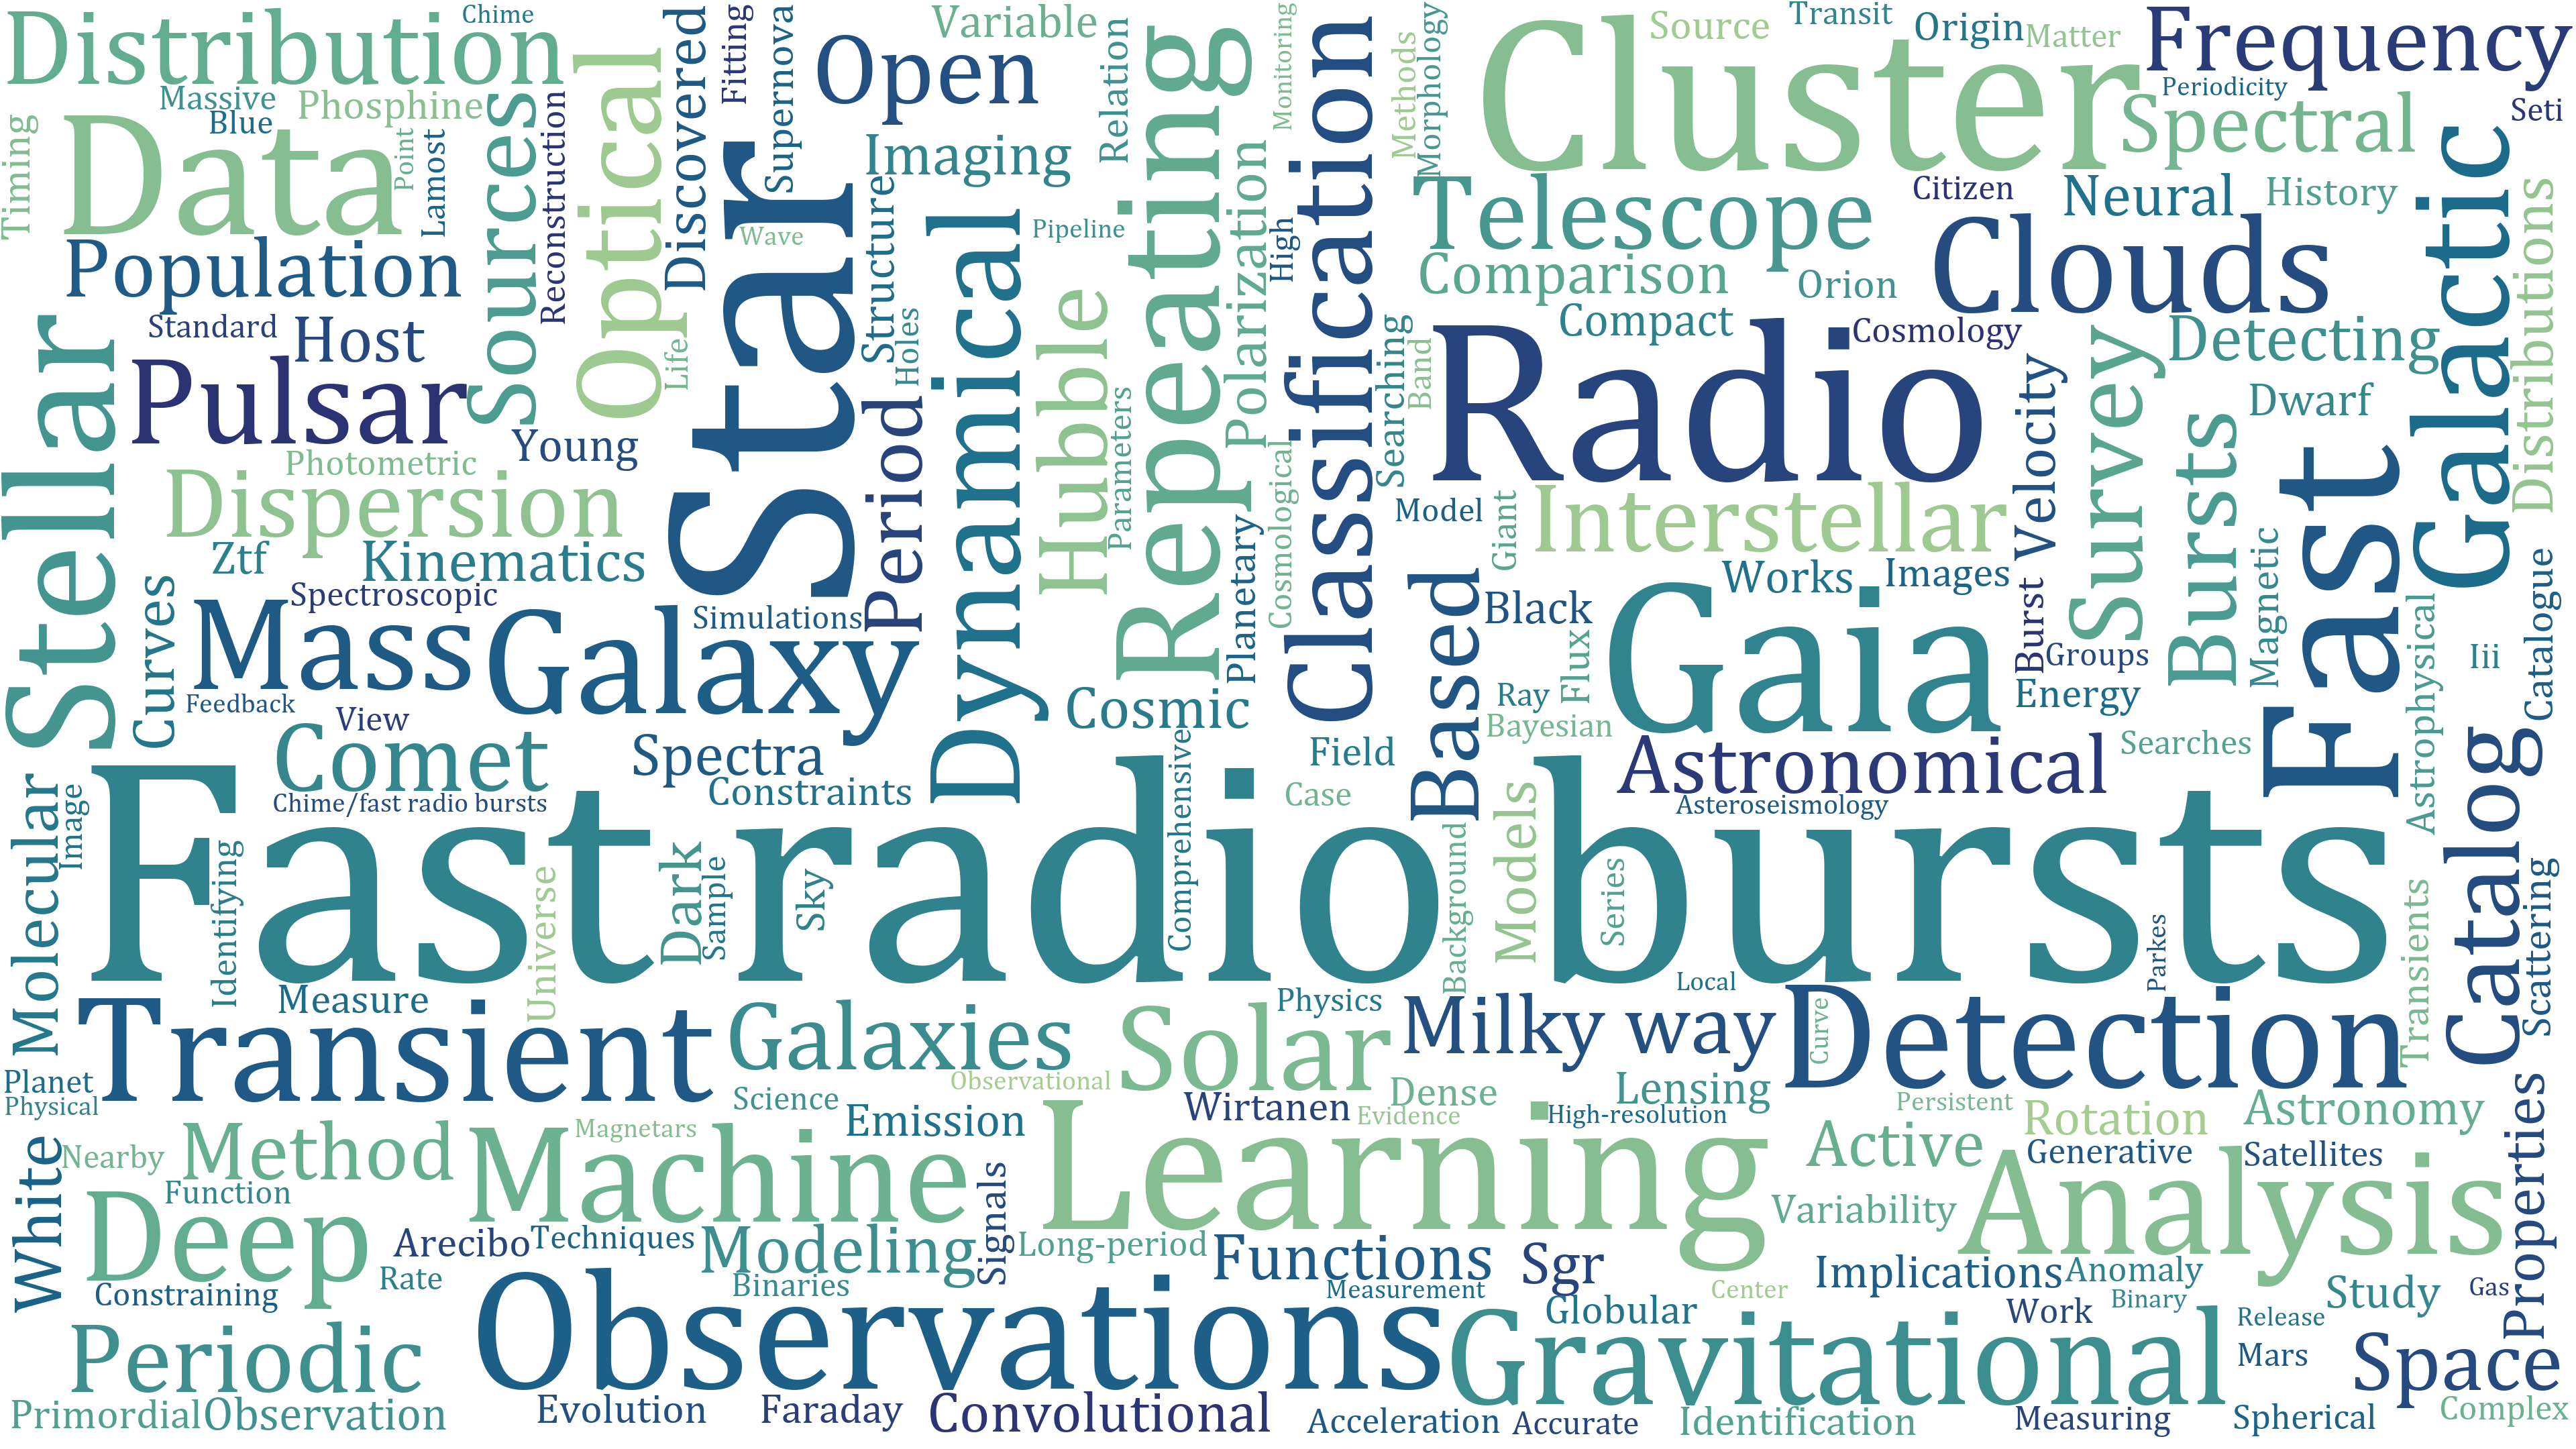 Distribution
Chime
Optical
Discovered
Fitting
Supernova
Open
Variable
Relation
Repeating
Monitoring
Classification
Methods
Morphology
Cluster
Source
Transit
Origin
Matter
Frequency
Periodicity
Spectral
Seti
Massive
Phosphine
Blue
Timing
Data
Point
Lamost
Sources
Reconstruction
Star
Wave
Imaging
Structure
Polarization
Pipeline
High
Telescope
Citizen
Neural
History
Galactic
Distributions
Population
Standard
Host
Life
Holes
Dynamical
Hubble
Comparison
Orion
Clouds
Compact
Cosmology
Detecting
Stellar
Pulsar
Young
Period
Parameters
Searching
Band
Radio
Velocity
Survey
Bursts
Dwarf
Fast
Photometric
Dispersion
Cosmological
Planetary
Model
Giant
Interstellar
Magnetic
Ztf
Kinematics
Curves
Spectroscopic
Simulations
Based
Black
Works
Images
Burst
Groups
Astrophysical
Iii
Catalogue
Mass
Galaxy
Feedback
View
Cosmic
Ray
Flux
Bayesian
Gaia
Energy
Comet
Spectra
Constraints
Comprehensive
Field
Case
Astronomical
Searches
Catalog
Molecular
Image
Chime/fast radio bursts
Asteroseismology
Fast radio bursts
Identifying
Universe
Dark
Sample
Sky
Background
Models
Series
Parkes
Transients
Scattering
Measure
Physics
Local
Transient
Galaxies
Solar
Milky way
Curve
Detection
Planet
Physical
Science
Observational
Wirtanen
Dense
Evidence
Lensing
High-resolution
Persistent
Rotation
Astronomy
Properties
White
Nearby
Method
Magnetars
Emission
Machine
Learning
Active
Generative
Satellites
Function
Deep
Variability
Analysis
Arecibo
Techniques
Modeling
Signals
Long-period
Functions
Sgr
Constraining
Rate
Binaries
Measurement
Center
Implications
Anomaly
Binary
Study
Gas
Observations
Globular
Work
Release
Periodic
Gravitational
Mars
Space
Primordial
Observation
Evolution
Faraday
Convolutional
Acceleration
Accurate
Identification
Measuring
Spherical
Complex